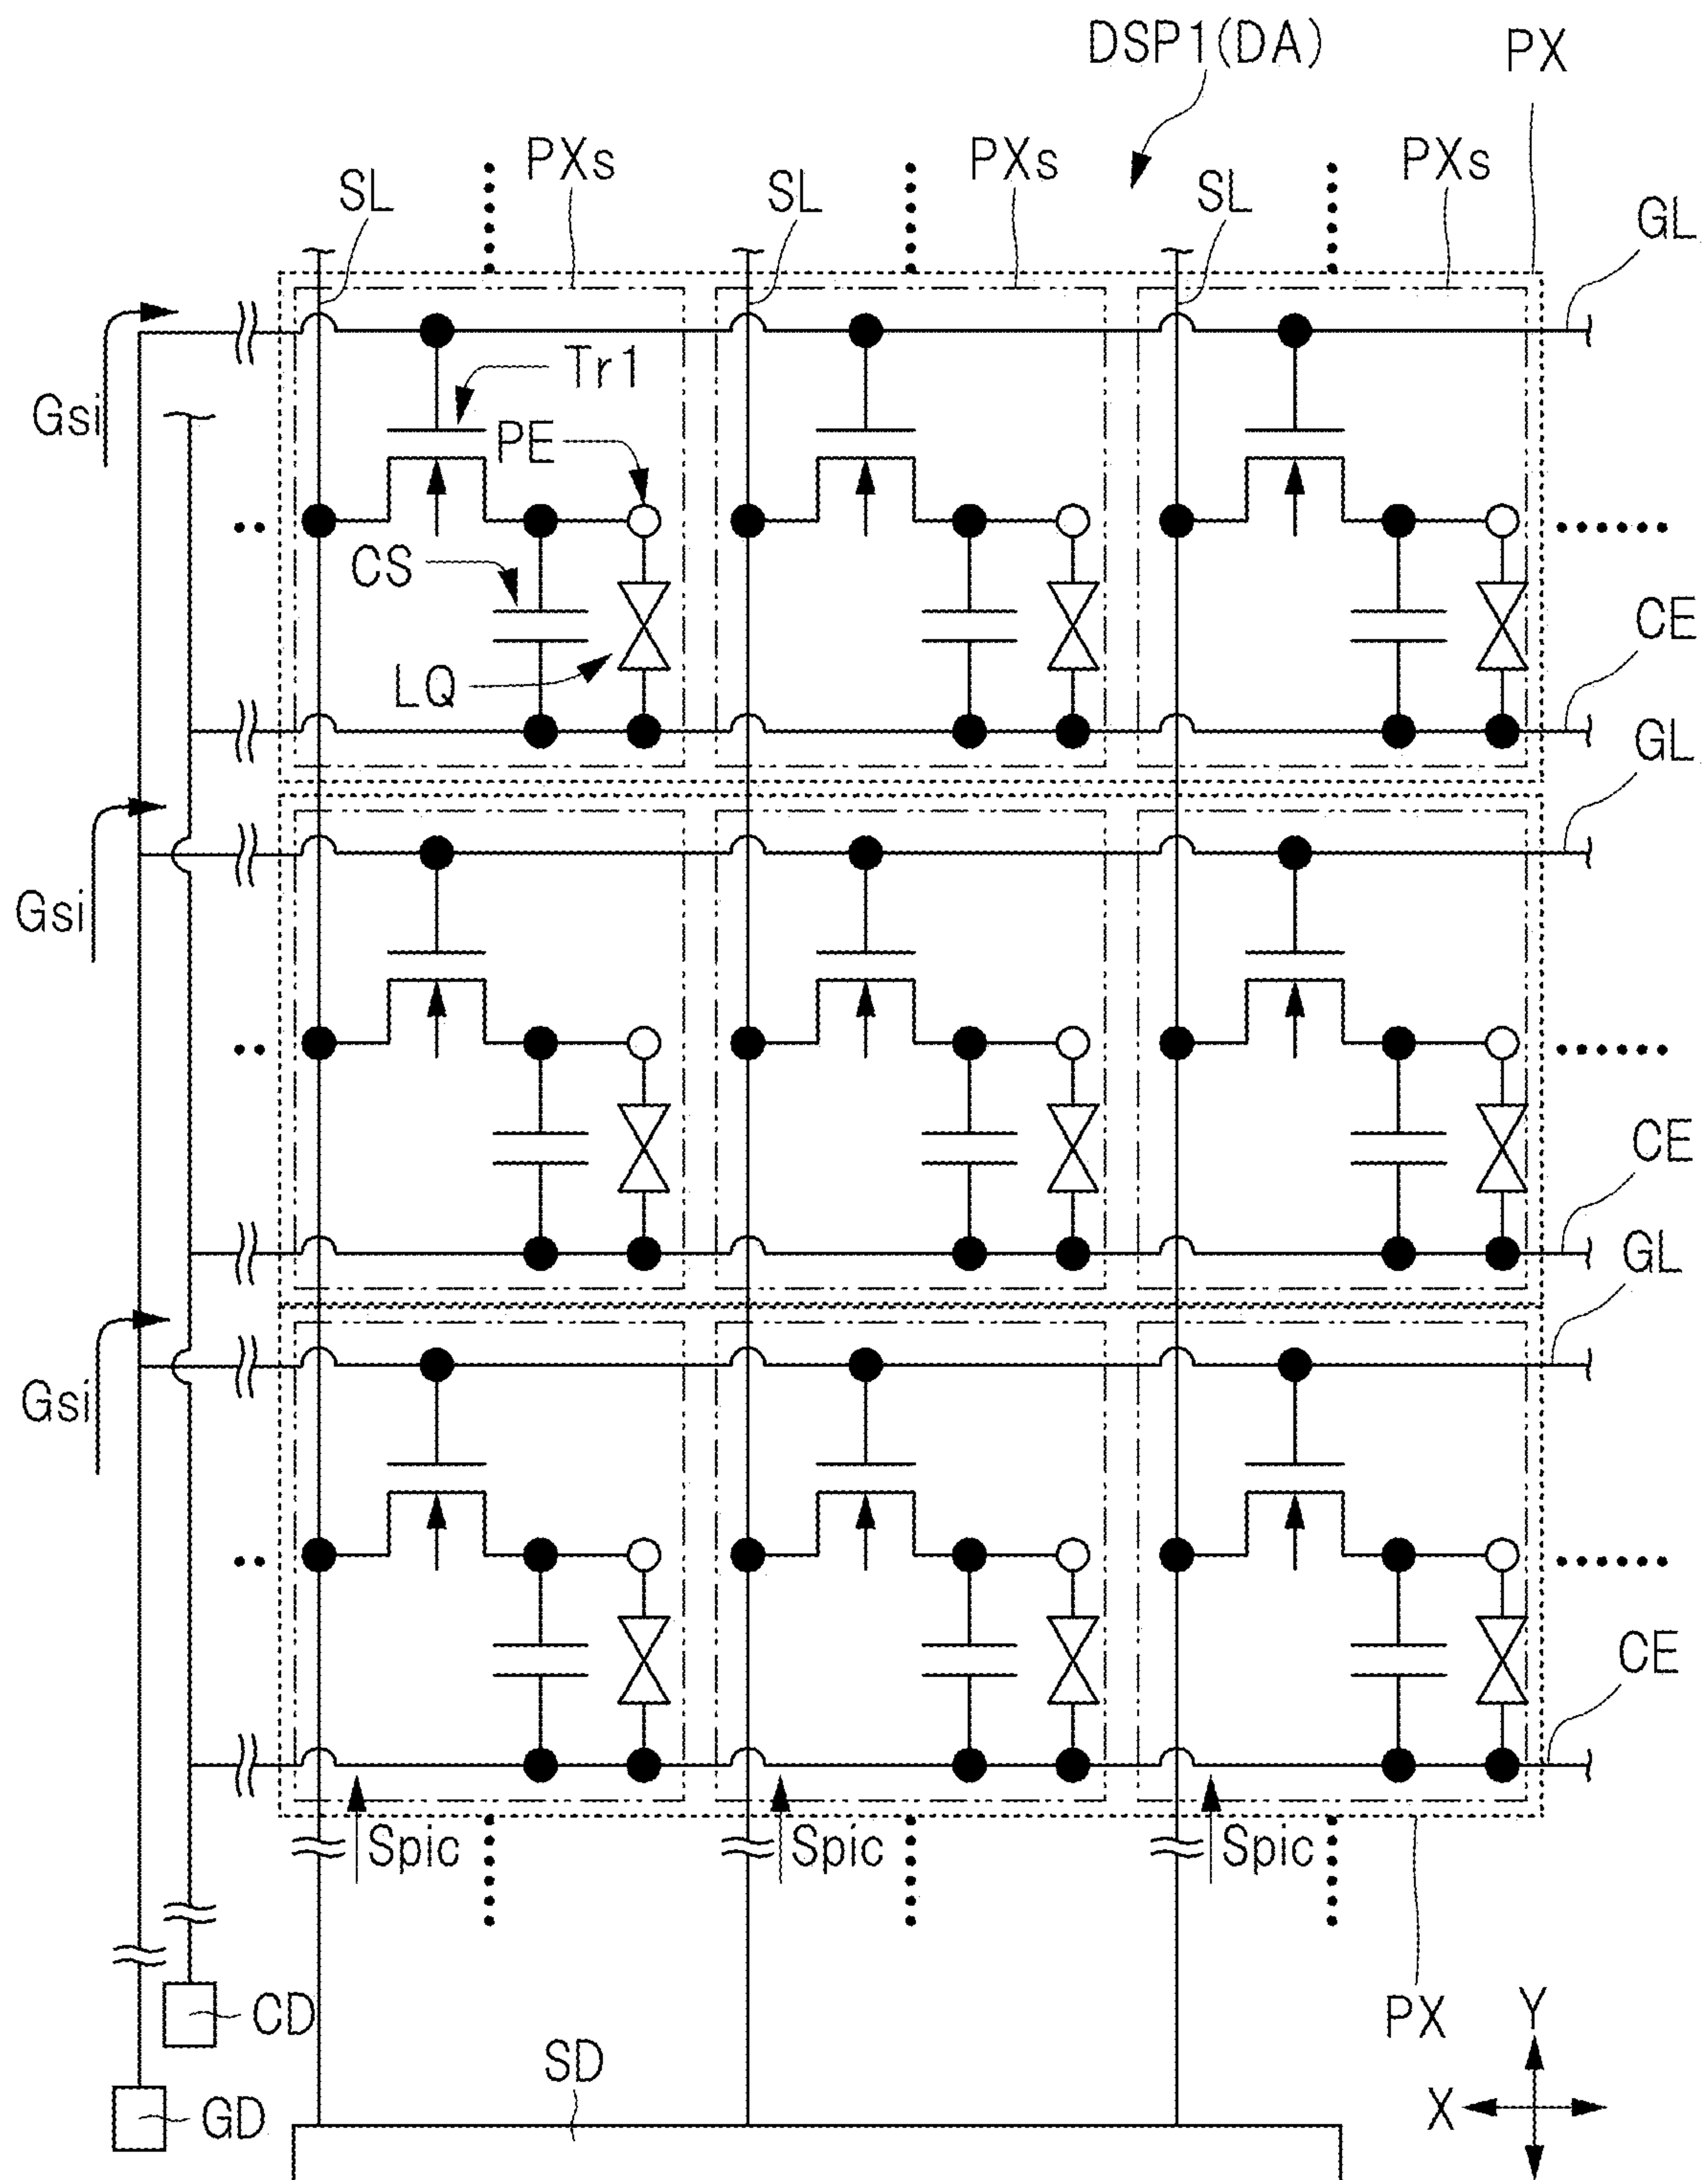 DSP1(DA)
PX
PXs
PXs
PXs
SL
SL
SL
GL
Gsi
Tr1
PE
CS
CE
LQ
GL
Gsi
CE
GL
Gsi
CE
Spic
Spic
Spic
CD
PX
Y
SD
GD
X